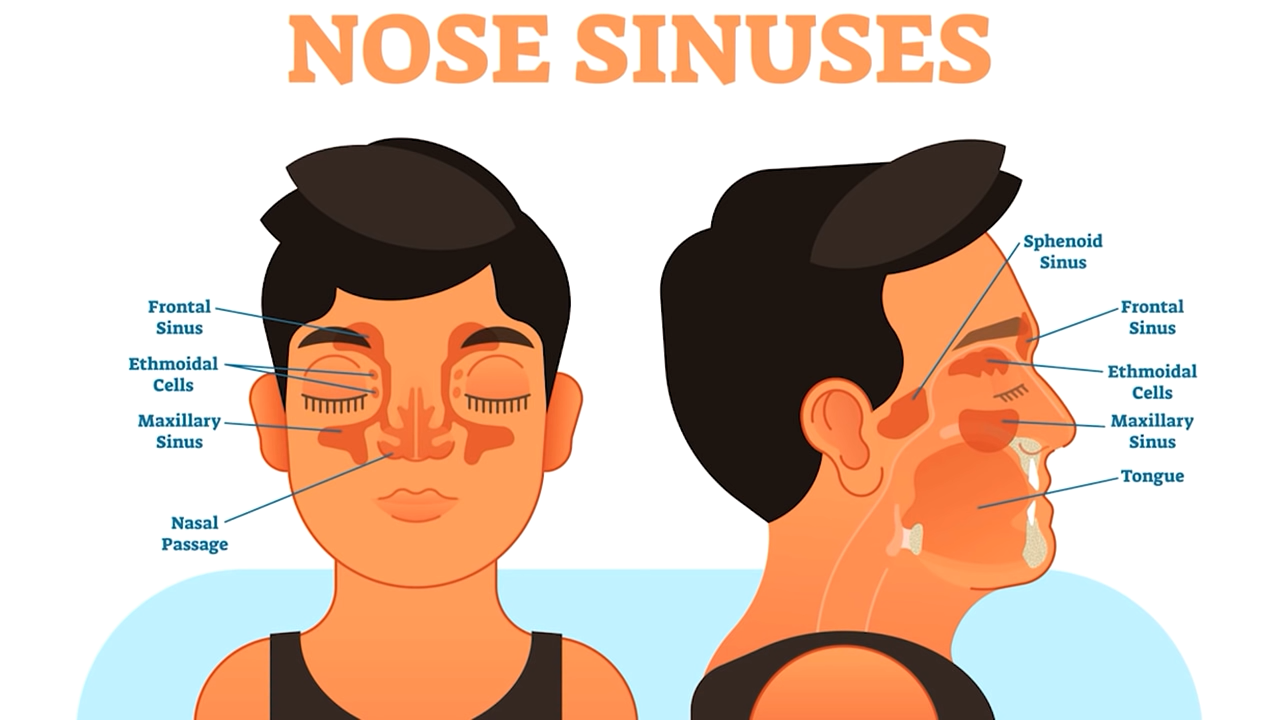 NOSE SINUSES
Frontal
Sinus
Ethmoidal
Cells
Maxillary
Sinus
Nasal
Passage
Sphenoid
Sinus
Frontal
Sinus
Ethmoidal
Cells
Maxillary
Sinus
Tongue